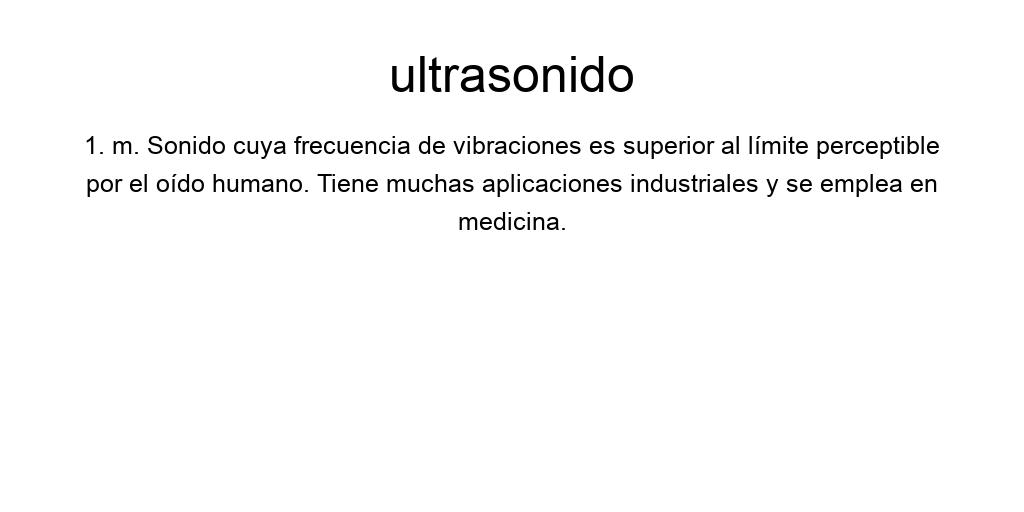 ultrasonido
1. m. Sonido cuya frecuencia de vibraciones es superior al límite perceptible
por el oído humano. Tiene muchas aplicaciones industriales y se emplea en
medicina.